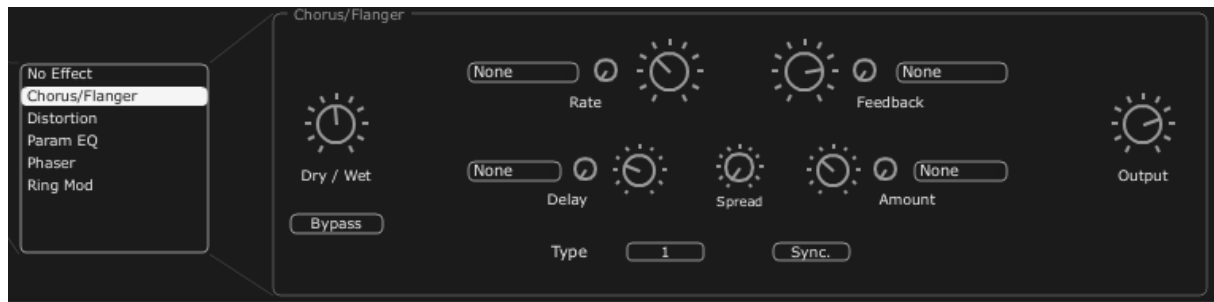 Chorus/Flanger
No Effect
Chorus/Flanger
Distortion
Param EQ
Phaser
Ring Mod
Dry / Wet
Bypass
None
Rate
None
Feedback
None
Delay
Spread
None
Amount
Type
1
Sync.
Output